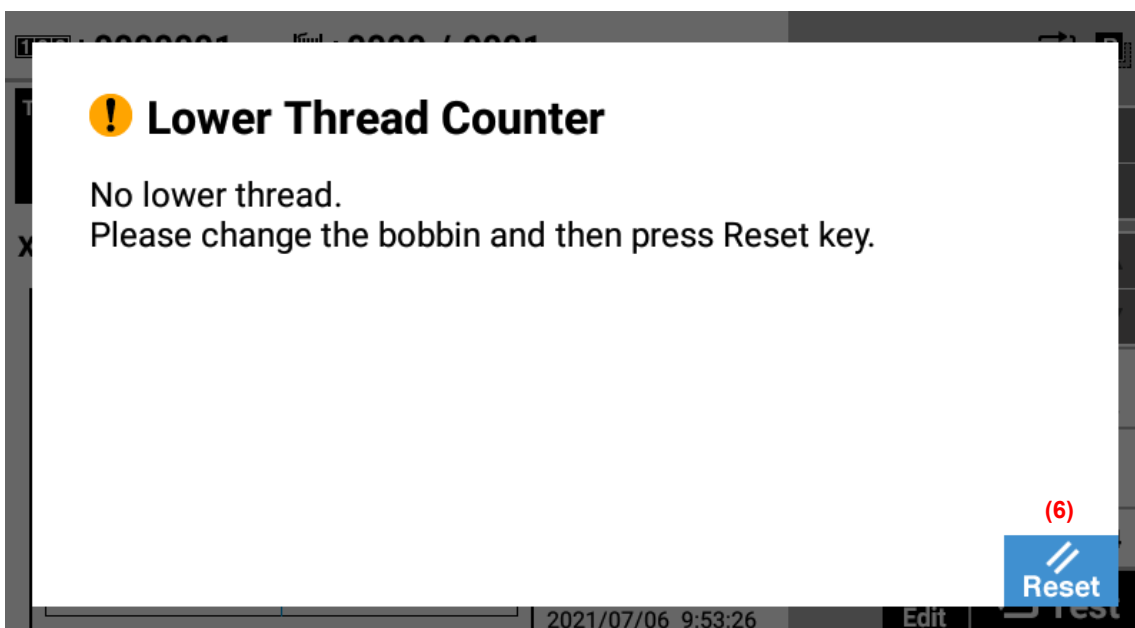 Lower Thread Counter
No lower thread.
Please change the bobbin and then press Reset key.
(6)
Reset
2021/07/06 9:53:26
Edit
Test